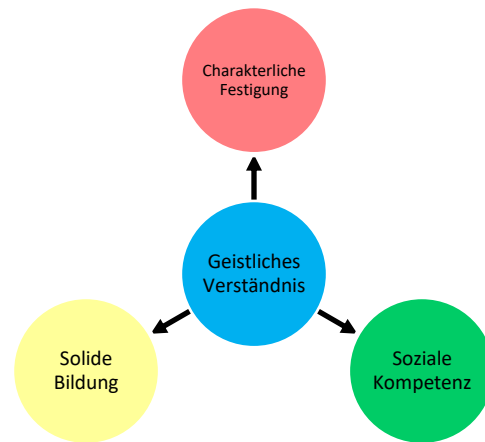 Charakterliche
Festigung
Geistliches
Verständnis
Solide
Bildung
Soziale
Kompetenz